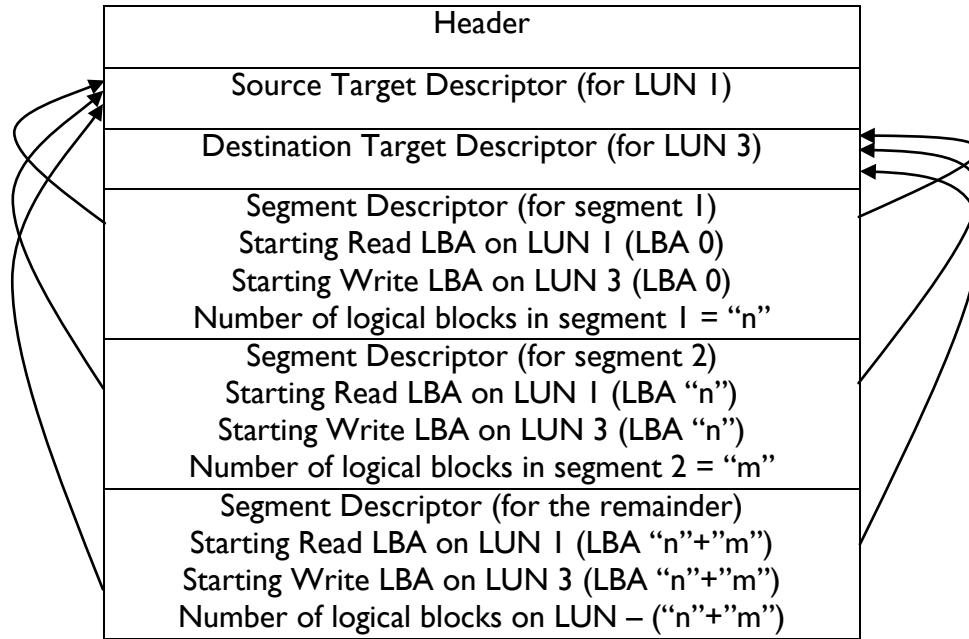 Header
Source Target Descriptor (for LUN 1)
Destination Target Descriptor (for LUN 3)
Segment Descriptor (for segment 1)
Starting Read LBA on LUN 1 (LBA 0)
Starting Write LBA on LUN 3 (LBA 0)
Number of logical blocks in segment 1 = “n”
Segment Descriptor (for segment 2)
Starting Read LBA on LUN 1 (LBA “n”)
Starting Write LBA on LUN 3 (LBA “n”)
Number of logical blocks in segment 2 = “m”
Segment Descriptor (for the remainder)
Starting Read LBA on LUN 1 (LBA “n”+”m”)
Starting Write LBA on LUN 3 (LBA “n”+”m”)
Number of logical blocks on LUN – (“n”+”m”)